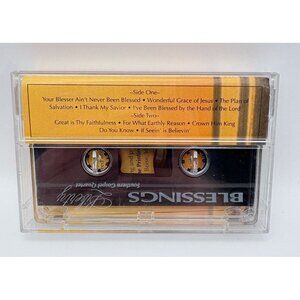 -Side One-
Your Blesser Ain't Never Been Blessed • Wonderful Grace of Jesus • The Plan of
Salvation • I Thank My Savior • I've Been Blessed by the Hand of the Lord
-Side Two-
Great is Thy Faithfulness • For What Earthly Reason • Crown Him King
Do You Know • If Seein' is Believin'
Southern Gospel Quartet
Liberty
BLESSINGS